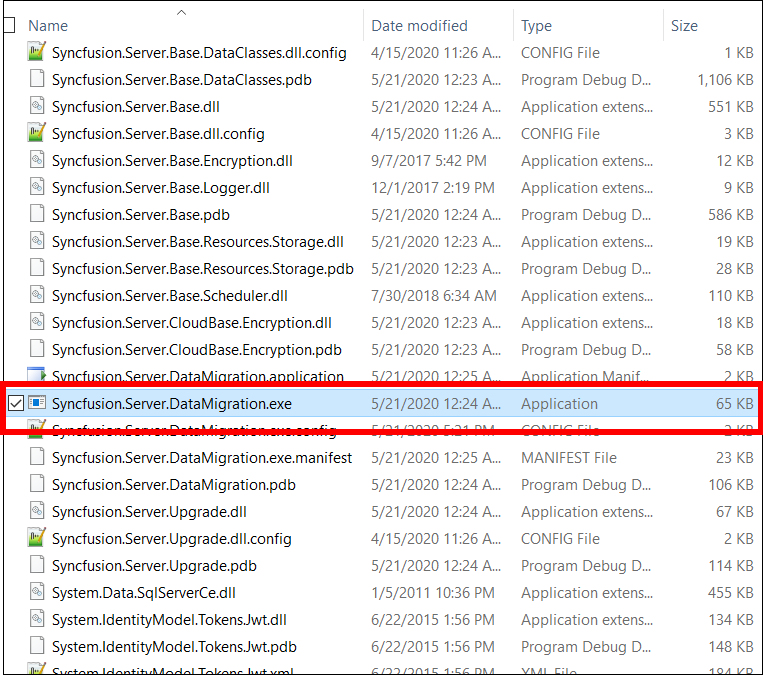 Name Date modified Type Size
Syncfusion.Server.Base.DataClasses.dll.config 4/15/2020 11:26 A... CONFIG File 1 KB
Syncfusion.Server.Base.DataClasses.pdb 5/21/2020 12:23 A... Program Debug D... 1,106 KB
Syncfusion.Server.Base.dll 5/21/2020 12:24 A... Application extens... 551 KB
Syncfusion.Server.Base.dll.config 4/15/2020 11:26 A... CONFIG File 3 KB
Syncfusion.Server.Base.Encryption.dll 9/7/2017 5:42 PM Application extens... 12 KB
Syncfusion.Server.Base.Logger.dll 12/1/2017 2:19 PM Application extens... 9 KB
Syncfusion.Server.Base.pdb 5/21/2020 12:24 A... Program Debug D... 586 KB
Syncfusion.Server.Base.Resources.Storage.dll 5/21/2020 12:23 A... Application extens... 19 KB
Syncfusion.Server.Base.Resources.Storage.pdb 5/21/2020 12:23 A... Program Debug D... 28 KB
Syncfusion.Server.Base.Scheduler.dll 7/30/2018 6:34 AM Application extens... 110 KB
Syncfusion.Server.CloudBase.Encryption.dll 5/21/2020 12:23 A... Application extens... 18 KB
Syncfusion.Server.CloudBase.Encryption.pdb 5/21/2020 12:23 A... Program Debug D... 58 KB
Syncfusion.Server.DataMigration.application 5/21/2020 12:25 A... Application Manif... 2 KB
Syncfusion.Server.DataMigration.exe 5/21/2020 12:24 A... Application 65 KB
Syncfusion.Server.DataMigration.exe.config 5/21/2020 5:21 PM CONFIG File 2 KB
Syncfusion.Server.DataMigration.exe.manifest 5/21/2020 12:25 A... MANIFEST File 23 KB
Syncfusion.Server.DataMigration.pdb 5/21/2020 12:24 A... Program Debug D... 106 KB
Syncfusion.Server.Upgrade.dll 5/21/2020 12:24 A... Application extens... 67 KB
Syncfusion.Server.Upgrade.dll.config 4/15/2020 11:26 A... CONFIG File 2 KB
Syncfusion.Server.Upgrade.pdb 5/21/2020 12:24 A... Program Debug D... 114 KB
System.Data.SqlServerCe.dll 1/5/2011 10:36 PM Application extens... 455 KB
System.IdentityModel.Tokens.Jwt.dll 6/22/2015 1:56 PM Application extens... 134 KB
System.IdentityModel.Tokens.Jwt.pdb 6/22/2015 1:56 PM Program Debug D... 148 KB
System.IdentityModel.Tokens.Jwt.xml 6/22/2015 1:56 PM XML File 184 KB